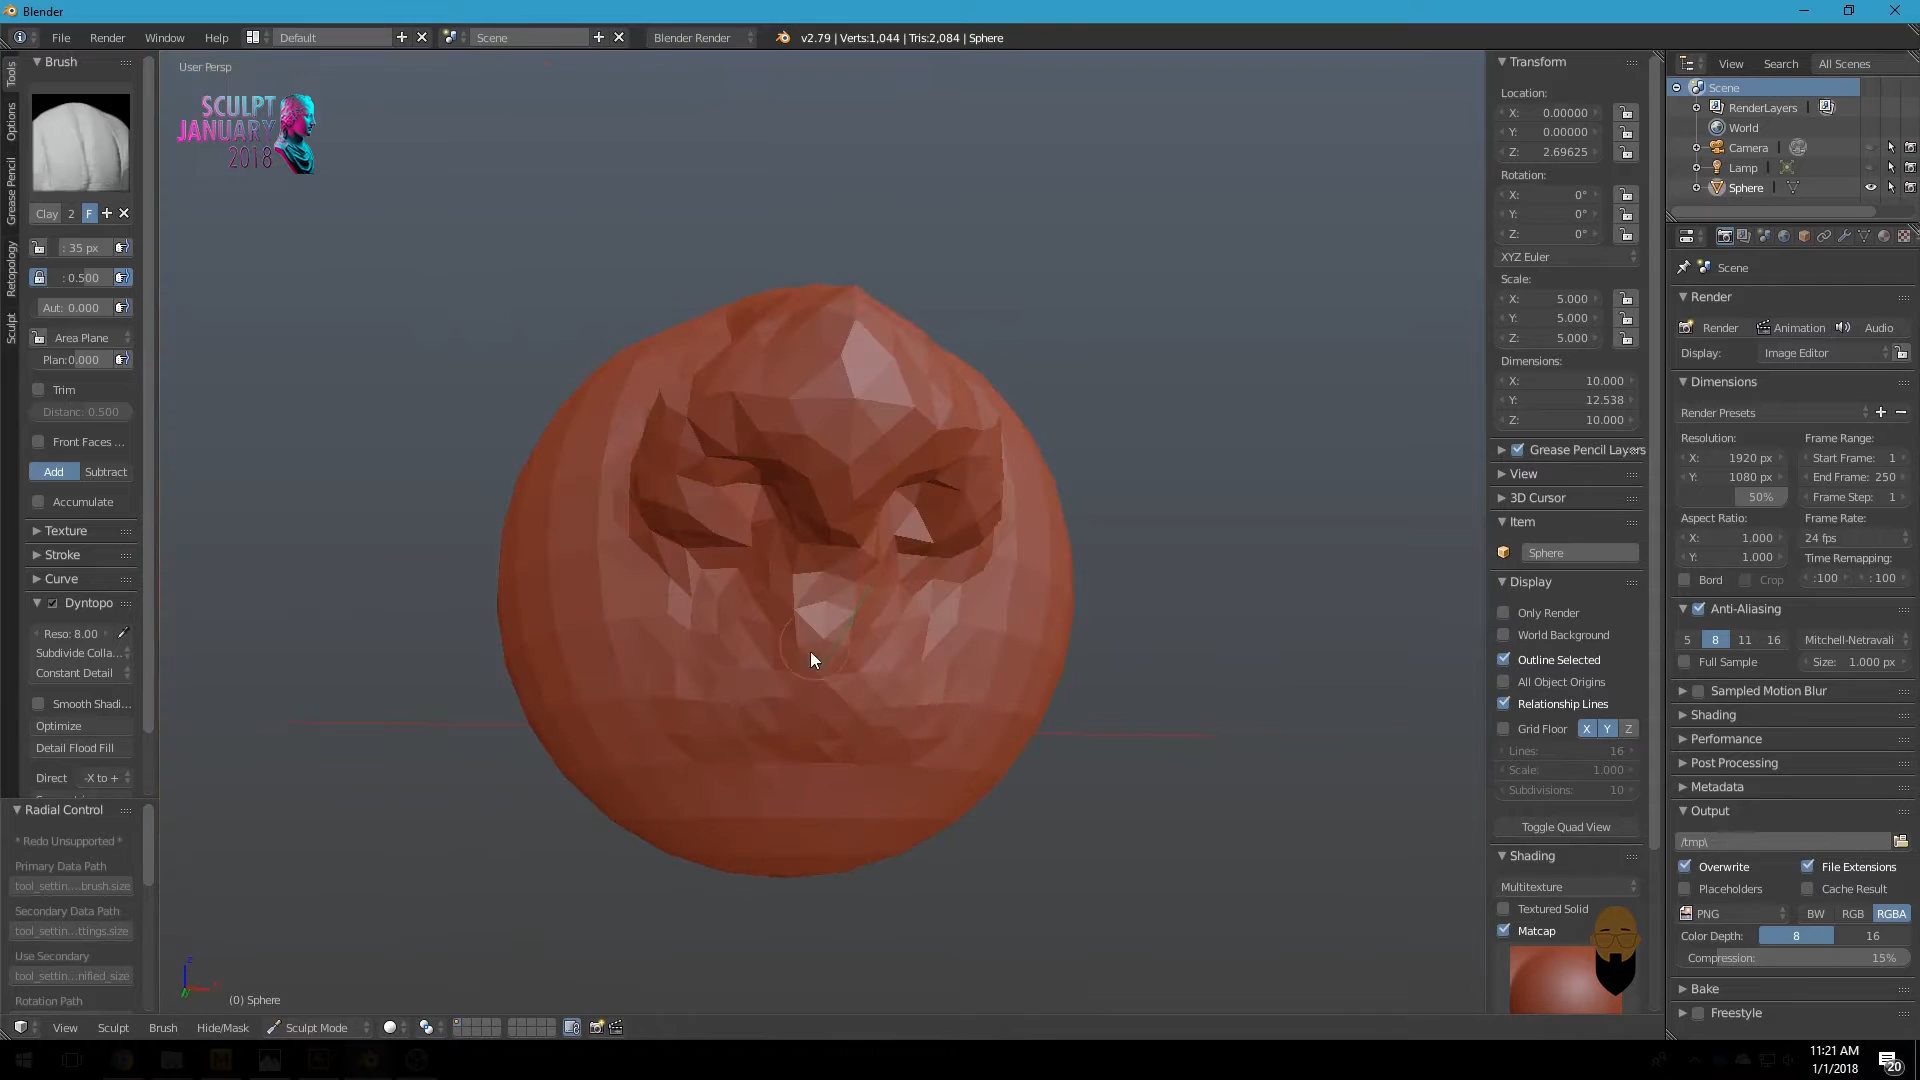 Blender
File Render Window Help Default Scene Blender Render v2.79 | Verts:1,044 | Tris:2,084 | Sphere
Tools
Options
Grease Pencil
Retopology
Sculpt
Brush
Clay 2 F
: 35 px
: 0.500
Aut: 0.000
Area Plane
Plan:0.000
Trim
Distanc: 0.500
Front Faces ...
Add Subtract
Accumulate
Texture
Stroke
Curve
Dyntopo
Reso: 8.00
Subdivide Colla...
Constant Detail
Smooth Shadi...
Optimize
Detail Flood Fill
Direct -X to +
Radial Control
* Redo Unsupported *
Primary Data Path
tool_settin....brush.size
Secondary Data Path
tool_settin...ttings.size
Use Secondary
tool_settin...nified_size
Rotation Path
User Persp
SCULPT
JANUARY
2018
(0) Sphere
View Sculpt Brush Hide/Mask Sculpt Mode
Transform
Location:
X: 0.00000
Y: 0.00000
Z: 2.69625
Rotation:
X: 0°
Y: 0°
Z: 0°
XYZ Euler
Scale:
X: 5.000
Y: 5.000
Z: 5.000
Dimensions:
X: 10.000
Y: 12.538
Z: 10.000
Grease Pencil Layers
View
3D Cursor
Item
Sphere
Display
Only Render
World Background
Outline Selected
All Object Origins
Relationship Lines
Grid Floor X Y Z
Lines: 16
Scale: 1.000
Subdivisions: 10
Toggle Quad View
Shading
Multitexture
Textured Solid
Matcap
View Search All Scenes
Scene
RenderLayers
World
Camera
Lamp
Sphere
Scene
Render
Render Animation Audio
Display: Image Editor
Dimensions
Render Presets
Resolution: Frame Range:
X: 1920 px Start Frame: 1
Y: 1080 px End Frame: 250
50% Frame Step: 1
Aspect Ratio: Frame Rate:
X: 1.000 24 fps
Y: 1.000 Time Remapping:
Bord Crop :100 : 100
Anti-Aliasing
5 8 11 16 Mitchell-Netravali
Full Sample Size: 1.000 px
Sampled Motion Blur
Shading
Performance
Post Processing
Metadata
Output
/tmp\
Overwrite File Extensions
Placeholders Cache Result
PNG BW RGB RGBA
Color Depth: 8 16
Compression: 15%
Bake
Freestyle
11:21 AM
1/1/2018
20